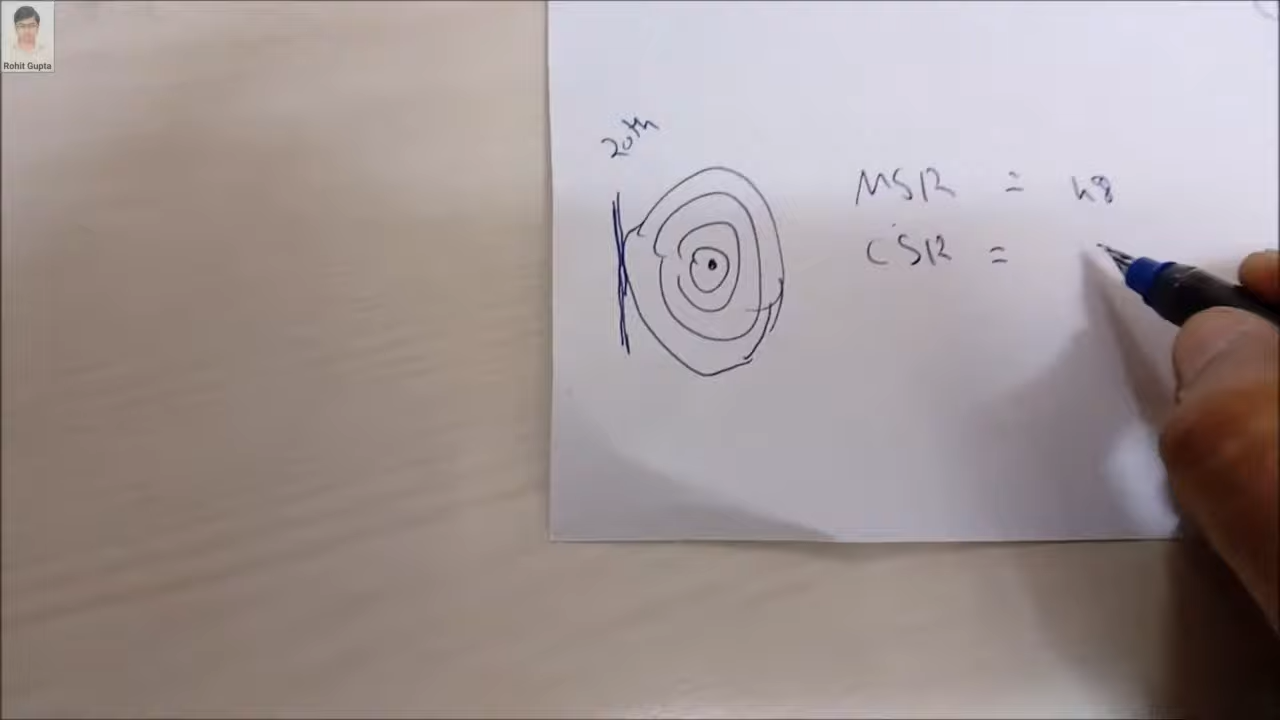 Rohit Gupta
20th
MSR = 48
CSR =